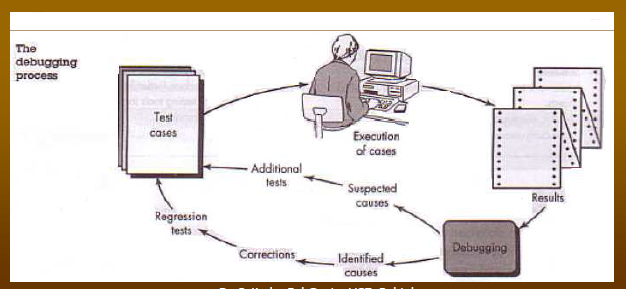 The
debugging
process
Test
cases
Execution
of cases
Results
Additional
tests
Suspected
causes
Debugging
Regression
tests
Corrections
Identified
causes